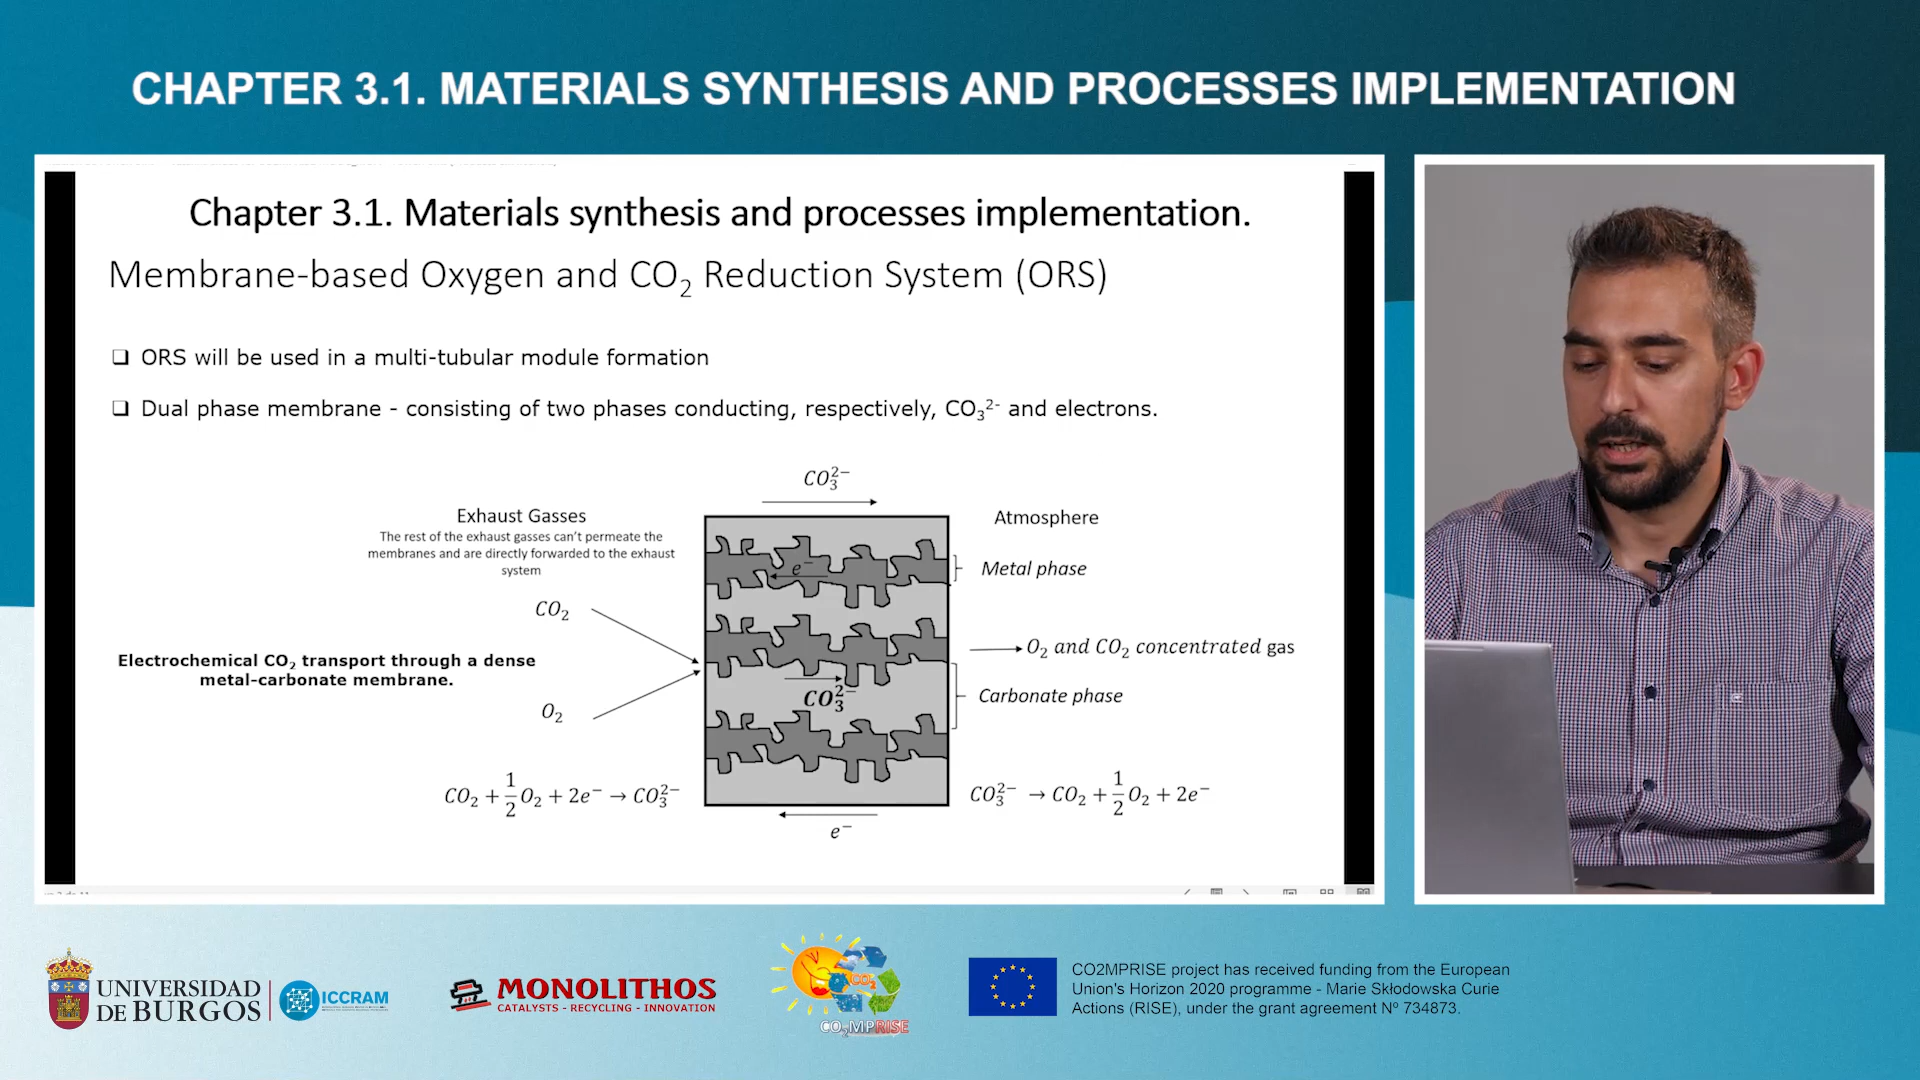 CHAPTER 3.1. MATERIALS SYNTHESIS AND PROCESSES IMPLEMENTATION
Chapter 3.1. Materials synthesis and processes implementation.
Membrane-based Oxygen and CO₂ Reduction System (ORS)
❑ ORS will be used in a multi-tubular module formation
❑ Dual phase membrane - consisting of two phases conducting, respectively, CO₃²⁻ and electrons.
CO₃²⁻
Exhaust Gasses
The rest of the exhaust gasses can't permeate the
membranes and are directly forwarded to the exhaust
system
Atmosphere
e⁻
Metal phase
CO₂
O₂ and CO₂ concentrated gas
Electrochemical CO₂ transport through a dense
metal-carbonate membrane.
CO₃²⁻
Carbonate phase
O₂
CO₂ + 1/2 O₂ + 2e⁻ → CO₃²⁻
CO₃²⁻ → CO₂ + 1/2 O₂ + 2e⁻
e⁻
UNIVERSIDAD
DE BURGOS
ICCRAM
MONOLITHOS
CATALYSTS - RECYCLING - INNOVATION
CO₂
CO₂MPRISE
CO2MPRISE project has received funding from the European
Union's Horizon 2020 programme - Marie Skłodowska Curie
Actions (RISE), under the grant agreement Nº 734873.